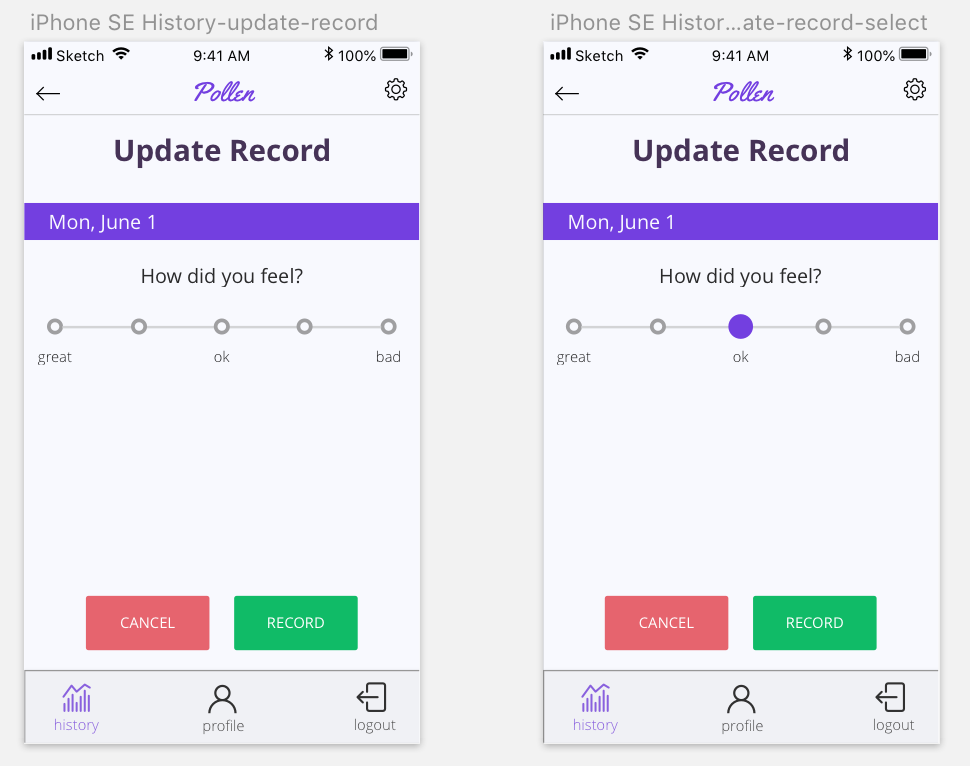 iPhone SE History-update-record
Sketch 9:41 AM 100%
Pollen
Update Record
Mon, June 1
How did you feel?
great ok bad
CANCEL RECORD
history profile logout
iPhone SE Histor...ate-record-select
Sketch 9:41 AM 100%
Pollen
Update Record
Mon, June 1
How did you feel?
great ok bad
CANCEL RECORD
history profile logout